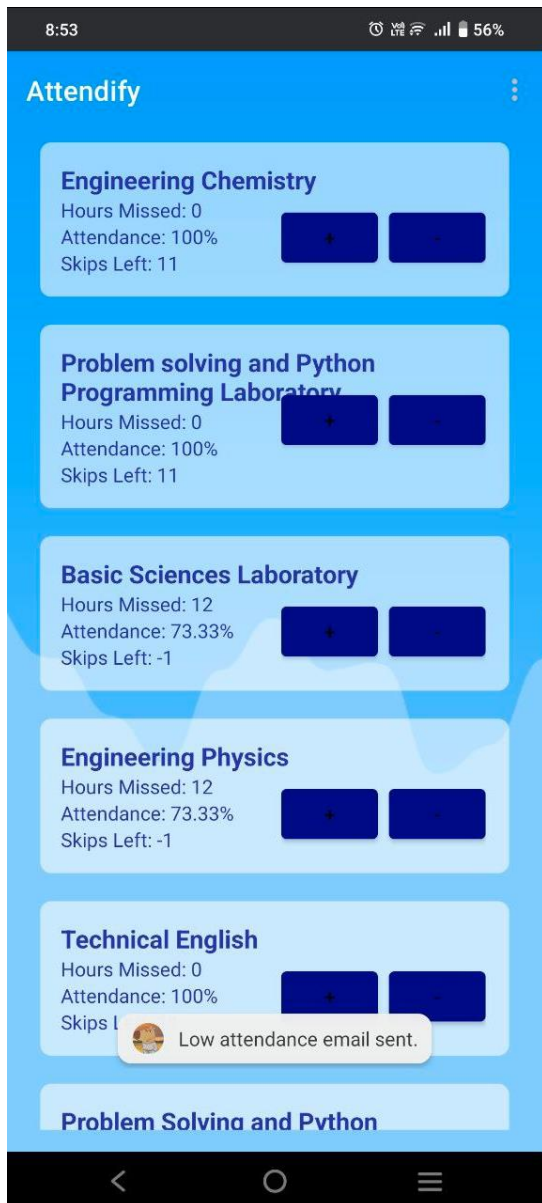 8:53
Vo) LTE 56%
Attendify
Engineering Chemistry
Hours Missed: 0
Attendance: 100%
Skips Left: 11
+ -
Problem solving and Python
Programming Laboratory
Hours Missed: 0
Attendance: 100%
Skips Left: 11
+ -
Basic Sciences Laboratory
Hours Missed: 12
Attendance: 73.33%
Skips Left: -1
+ -
Engineering Physics
Hours Missed: 12
Attendance: 73.33%
Skips Left: -1
+ -
Technical English
Hours Missed: 0
Attendance: 100%
Skips L
+ -
Low attendance email sent.
Problem Solving and Python